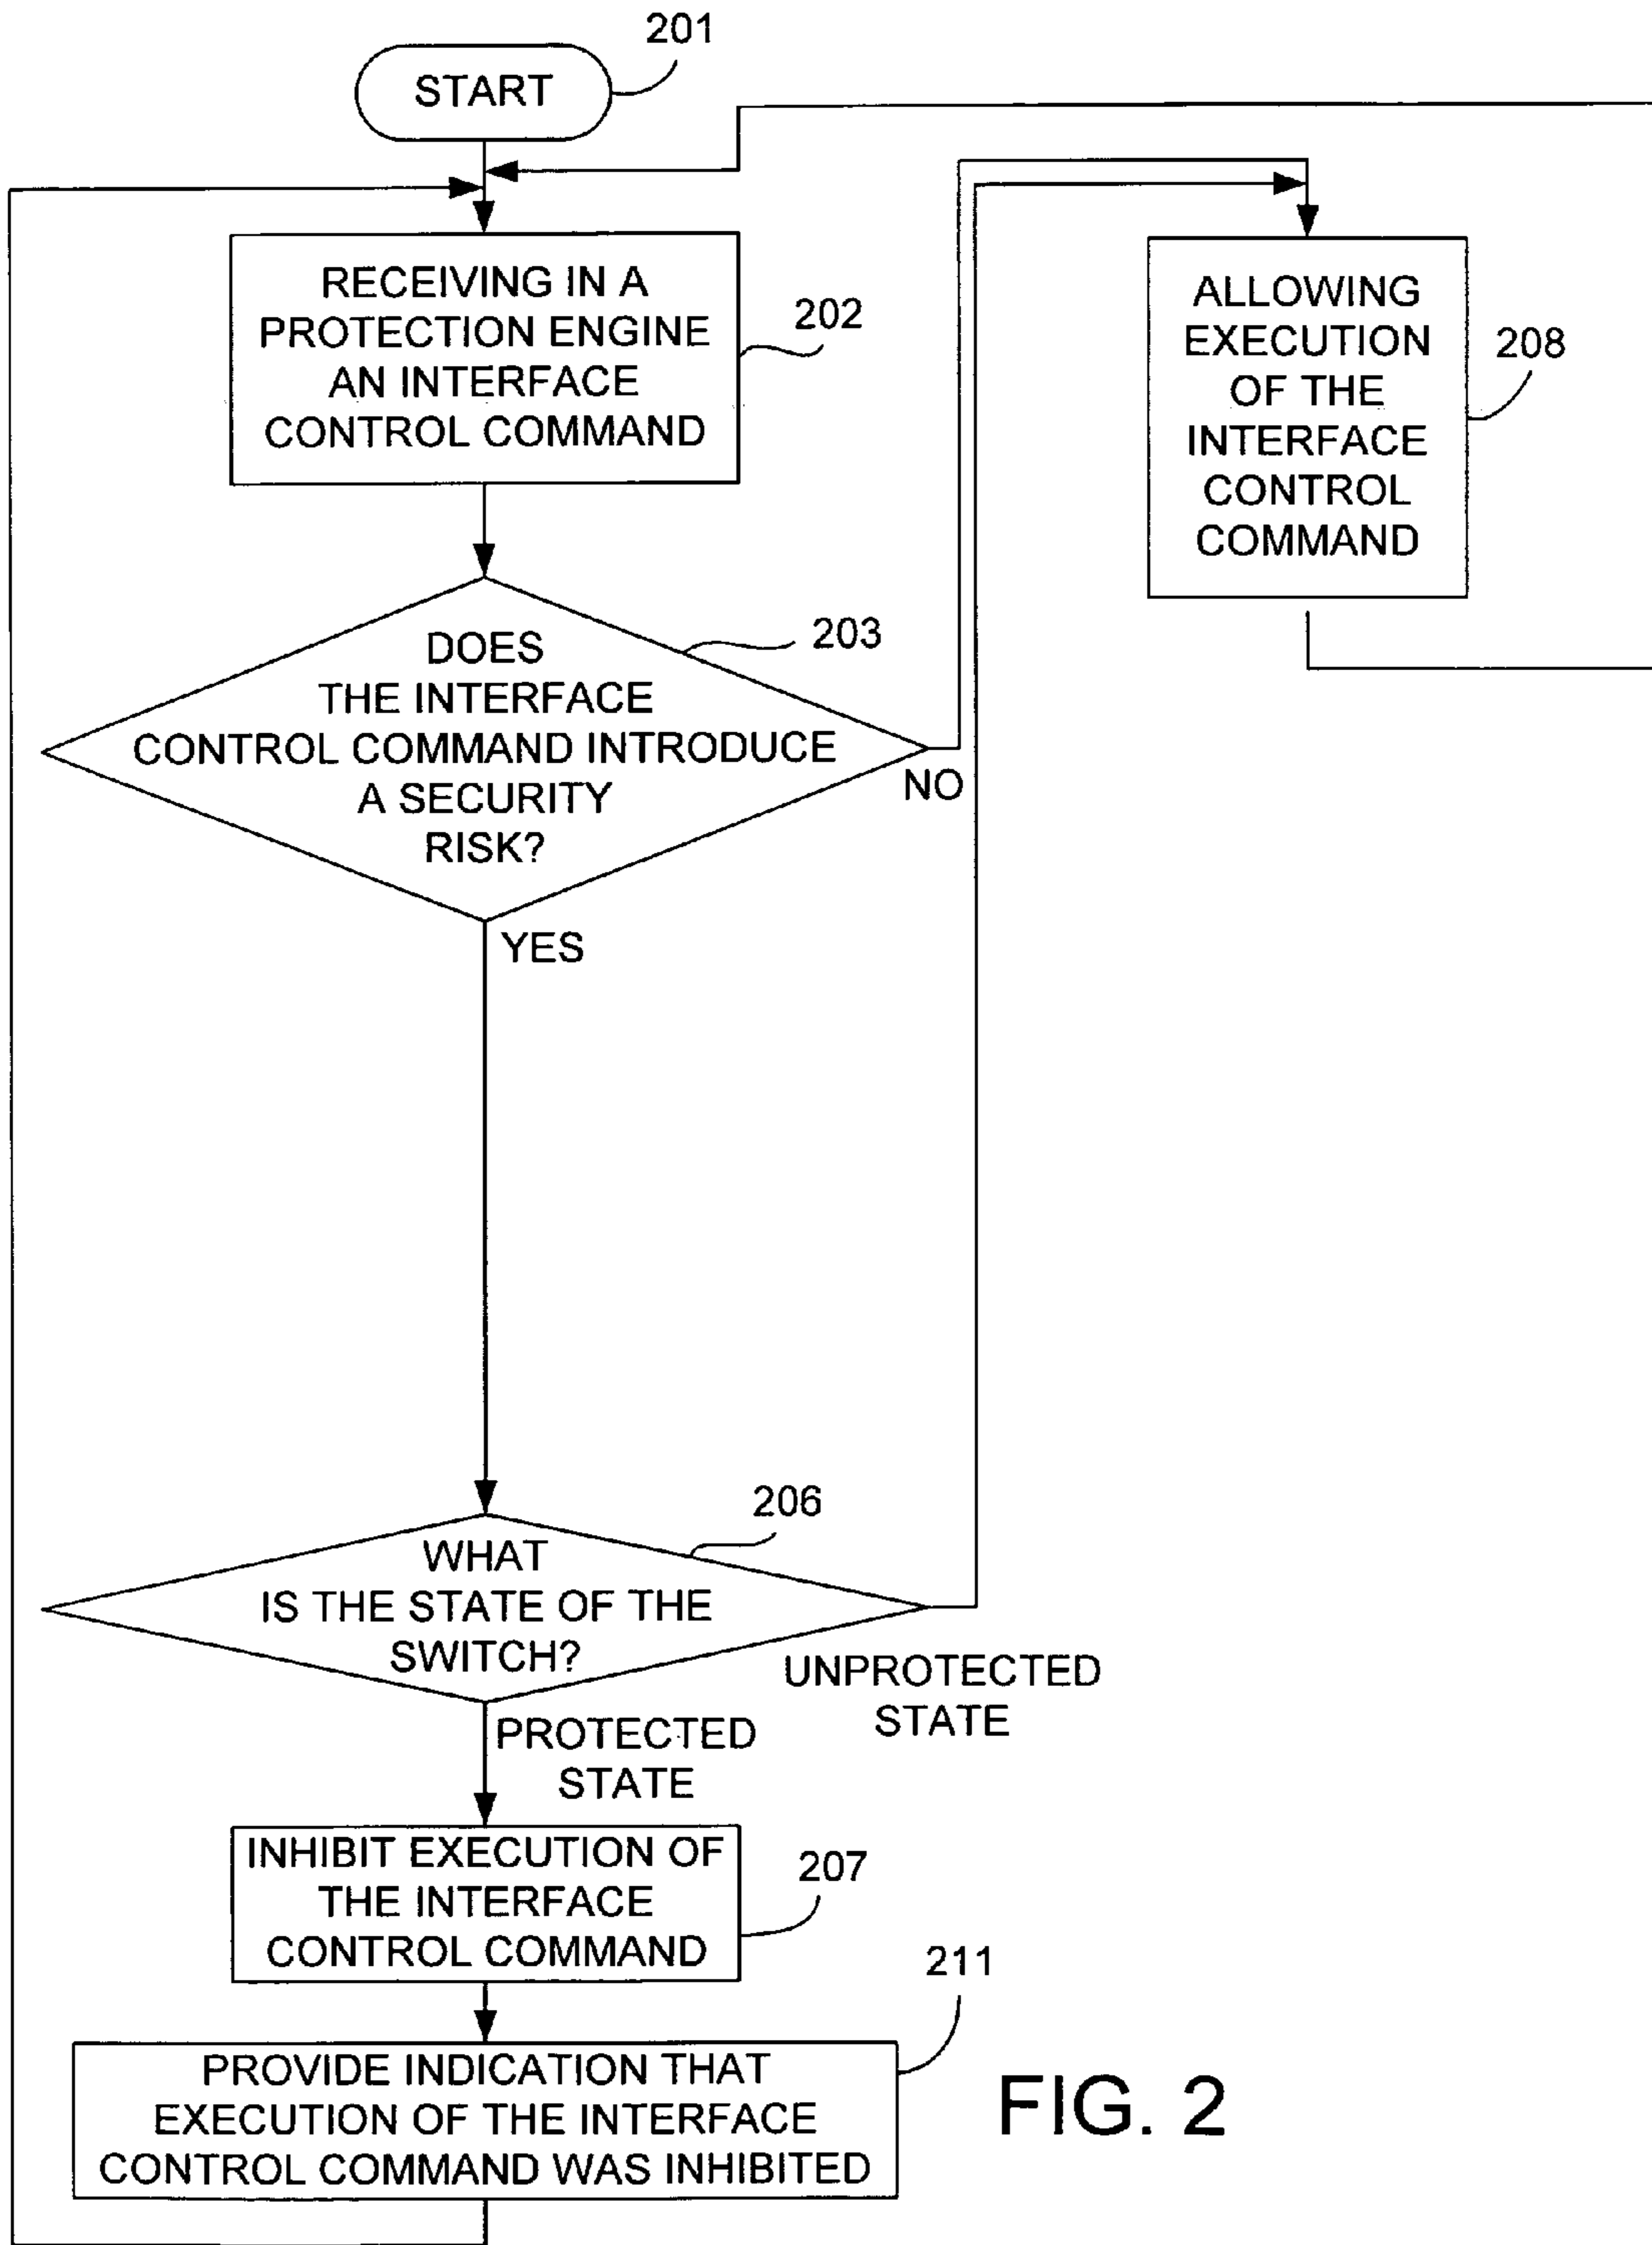 START
201
RECEIVING IN A
PROTECTION ENGINE
AN INTERFACE
CONTROL COMMAND
202
ALLOWING
EXECUTION
OF THE
INTERFACE
CONTROL
COMMAND
208
DOES
THE INTERFACE
CONTROL COMMAND INTRODUCE
A SECURITY
RISK?
203
NO
YES
WHAT
IS THE STATE OF THE
SWITCH?
206
UNPROTECTED
STATE
PROTECTED
STATE
INHIBIT EXECUTION OF
THE INTERFACE
CONTROL COMMAND
207
PROVIDE INDICATION THAT
EXECUTION OF THE INTERFACE
CONTROL COMMAND WAS INHIBITED
211
FIG. 2